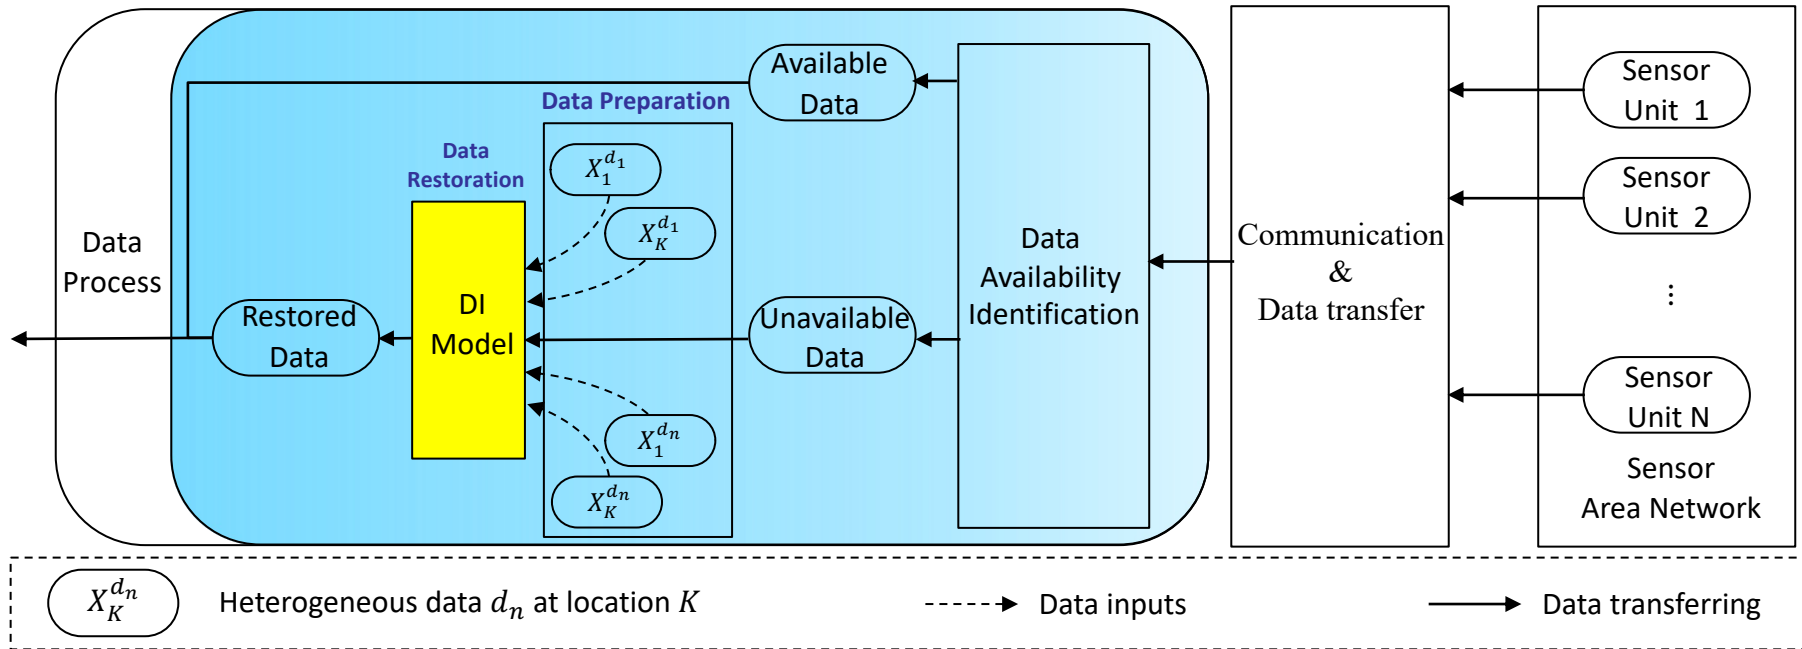 Data
Process
Restored
Data
Data
Restoration
DI
Model
Data Preparation
$X_1^{d_1}$
$X_K^{d_1}$
$X_1^{d_n}$
$X_K^{d_n}$
Available
Data
Unavailable
Data
Data
Availability
Identification
Communication
&
Data transfer
Sensor
Unit 1
Sensor
Unit 2
⋮
Sensor
Unit N
Sensor
Area Network
$X_K^{d_n}$
Heterogeneous data $d_n$ at location $K$
Data inputs
Data transferring